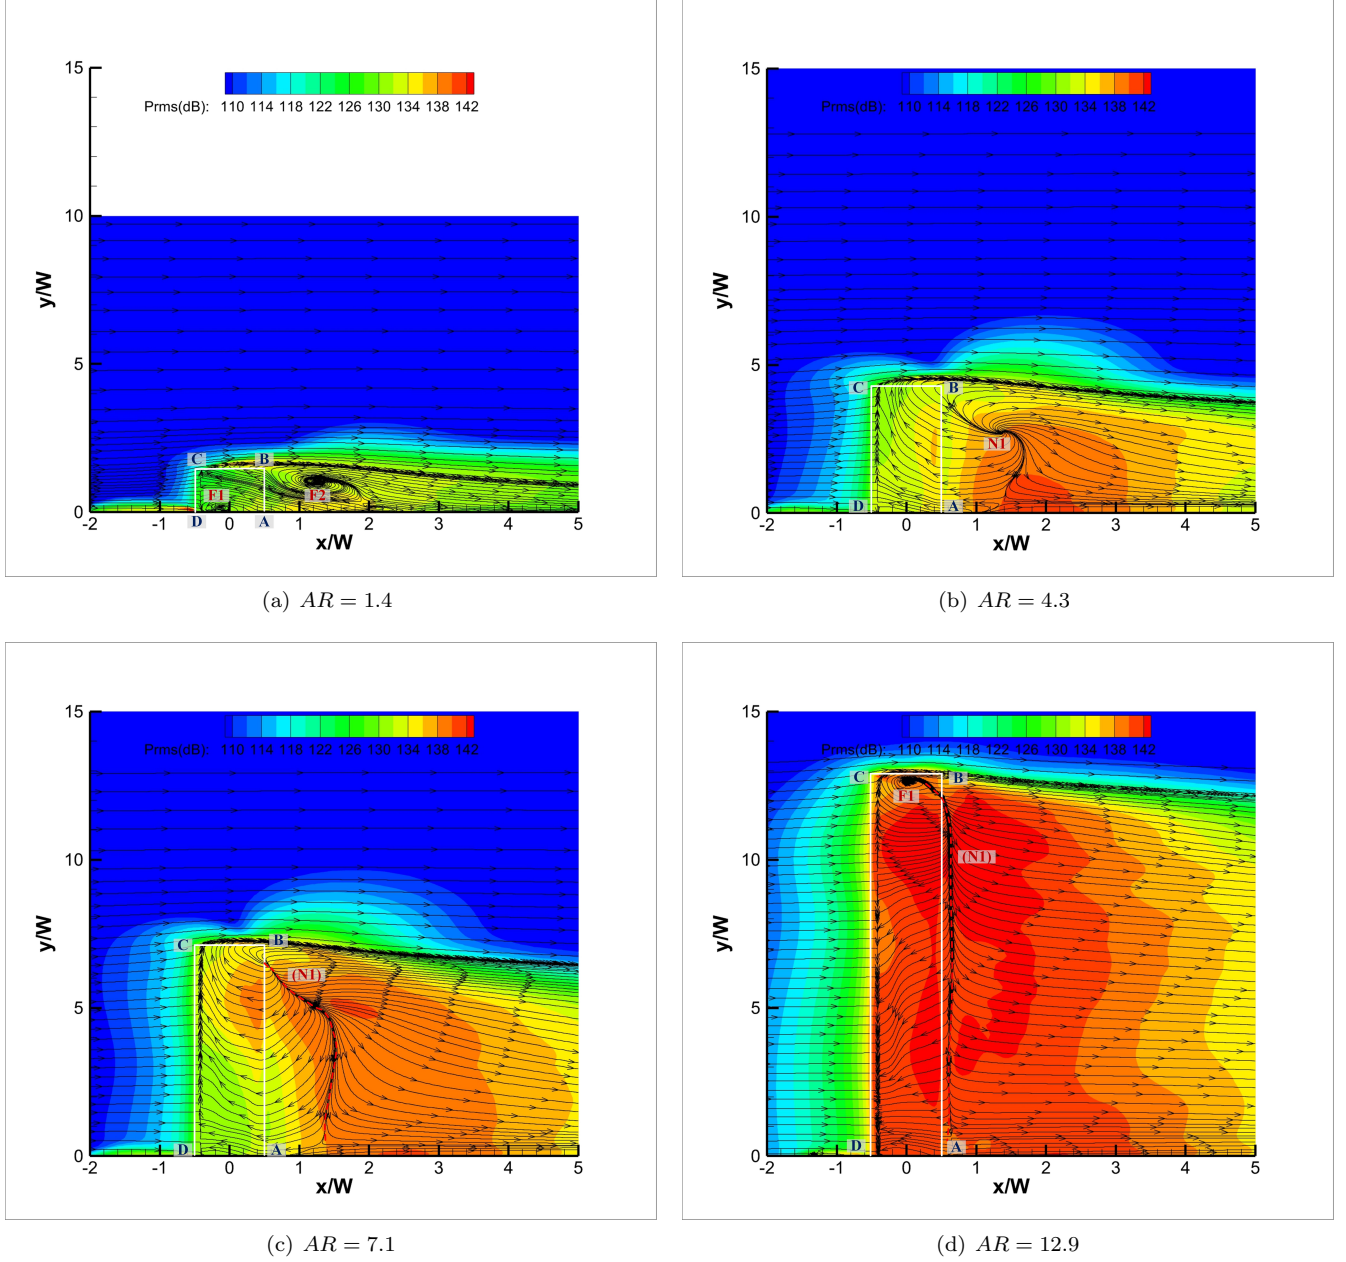 15
10
5
0
y/W
Prms(dB): 110 114 118 122 126 130 134 138 142
C B
F1 F2
D A
-2 -1 0 1 2 3 4 5
x/W
(a) AR = 1.4
15
10
5
0
y/W
Prms(dB): 110 114 118 122 126 130 134 138 142
C B
N1
D A
-2 -1 0 1 2 3 4 5
x/W
(b) AR = 4.3
15
10
5
0
y/W
Prms(dB): 110 114 118 122 126 130 134 138 142
C B
(N1)
D A
-2 -1 0 1 2 3 4 5
x/W
(c) AR = 7.1
15
10
5
0
y/W
Prms(dB): 110 114 118 122 126 130 134 138 142
C B
F1
(N1)
D A
-2 -1 0 1 2 3 4 5
x/W
(d) AR = 12.9